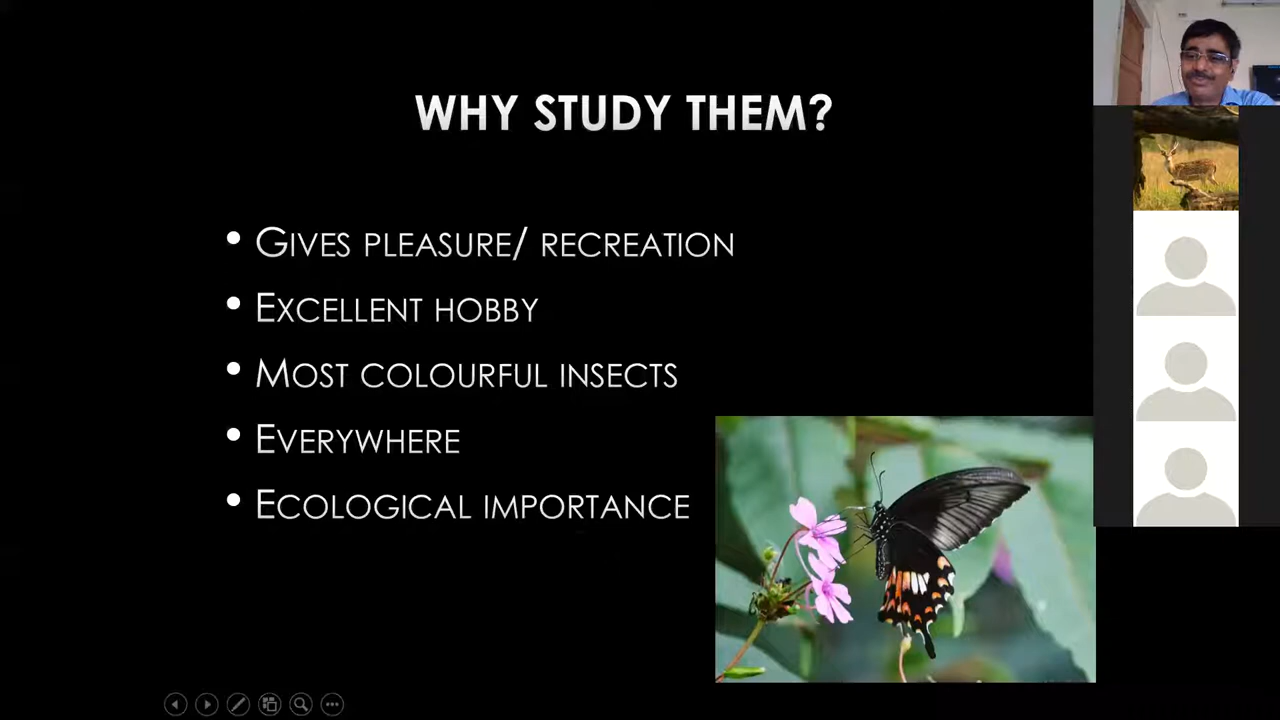 WHY STUDY THEM?
• GIVES PLEASURE/ RECREATION
• EXCELLENT HOBBY
• MOST COLOURFUL INSECTS
• EVERYWHERE
• ECOLOGICAL IMPORTANCE